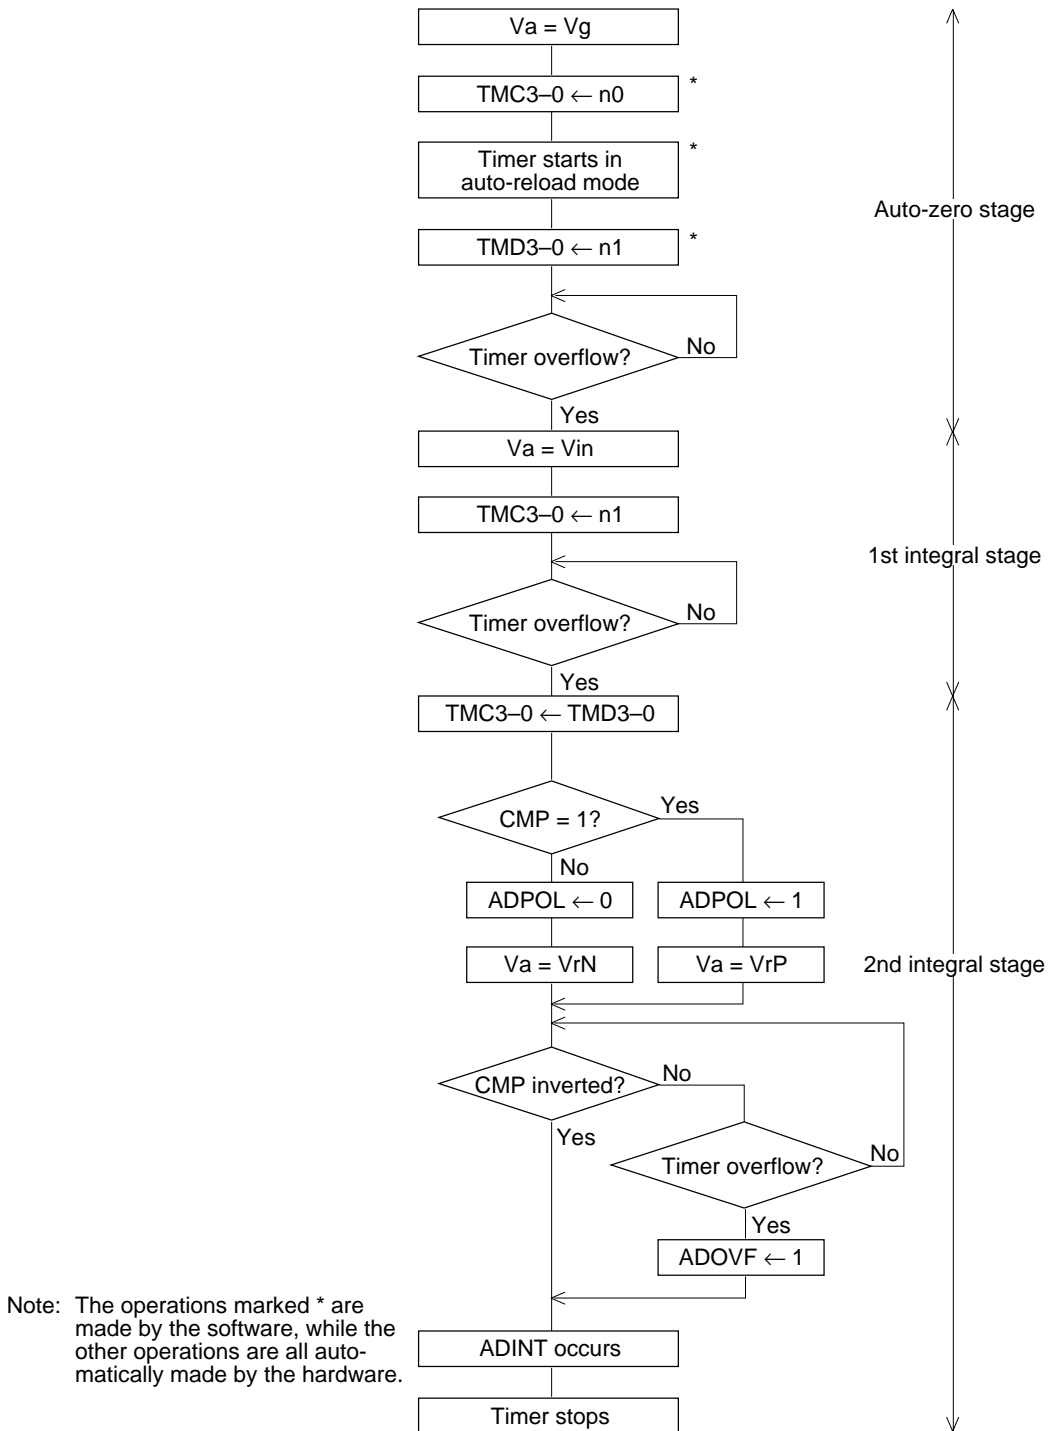 Va = Vg
TMC3–0 ← n0
*
Timer starts in
auto-reload mode
*
Auto-zero stage
TMD3–0 ← n1
*
Timer overflow?
No
Yes
Va = Vin
TMC3–0 ← n1
1st integral stage
Timer overflow?
No
Yes
TMC3–0 ← TMD3–0
CMP = 1?
Yes
No
ADPOL ← 0
ADPOL ← 1
Va = VrN
Va = VrP
2nd integral stage
CMP inverted?
No
Yes
Timer overflow?
No
Yes
ADOVF ← 1
Note: The operations marked * are
made by the software, while the
other operations are all auto-
matically made by the hardware.
ADINT occurs
Timer stops